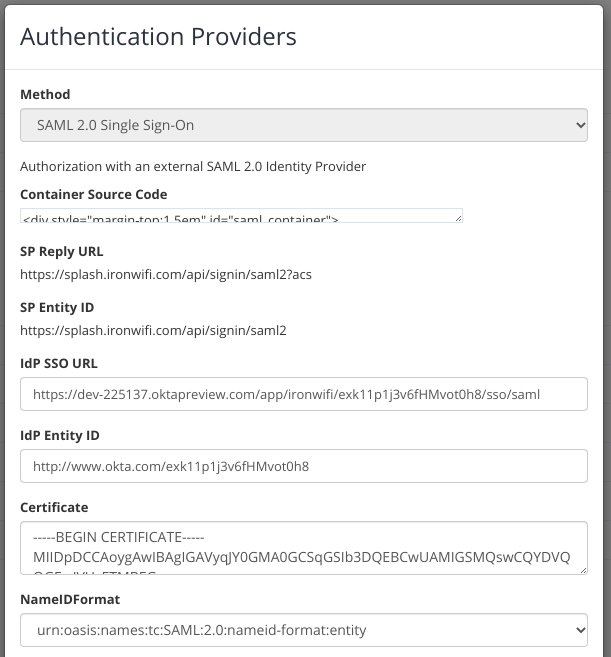 Authentication Providers
Method
SAML 2.0 Single Sign-On
Authorization with an external SAML 2.0 Identity Provider
Container Source Code
<div style="margin-top:1.5em" id="saml_container">
SP Reply URL
https://splash.ironwifi.com/api/signin/saml2?acs
SP Entity ID
https://splash.ironwifi.com/api/signin/saml2
IdP SSO URL
https://dev-225137.oktapreview.com/app/ironwifi/exk11p1j3v6fHMvot0h8/sso/saml
IdP Entity ID
http://www.okta.com/exk11p1j3v6fHMvot0h8
Certificate
-----BEGIN CERTIFICATE-----
MIIDpDCCAoygAwIBAgIGAVyqJY0GMA0GCSqGSIb3DQEBCwUAMIGSMQswCQYDVQ
NameIDFormat
urn:oasis:names:tc:SAML:2.0:nameid-format:entity